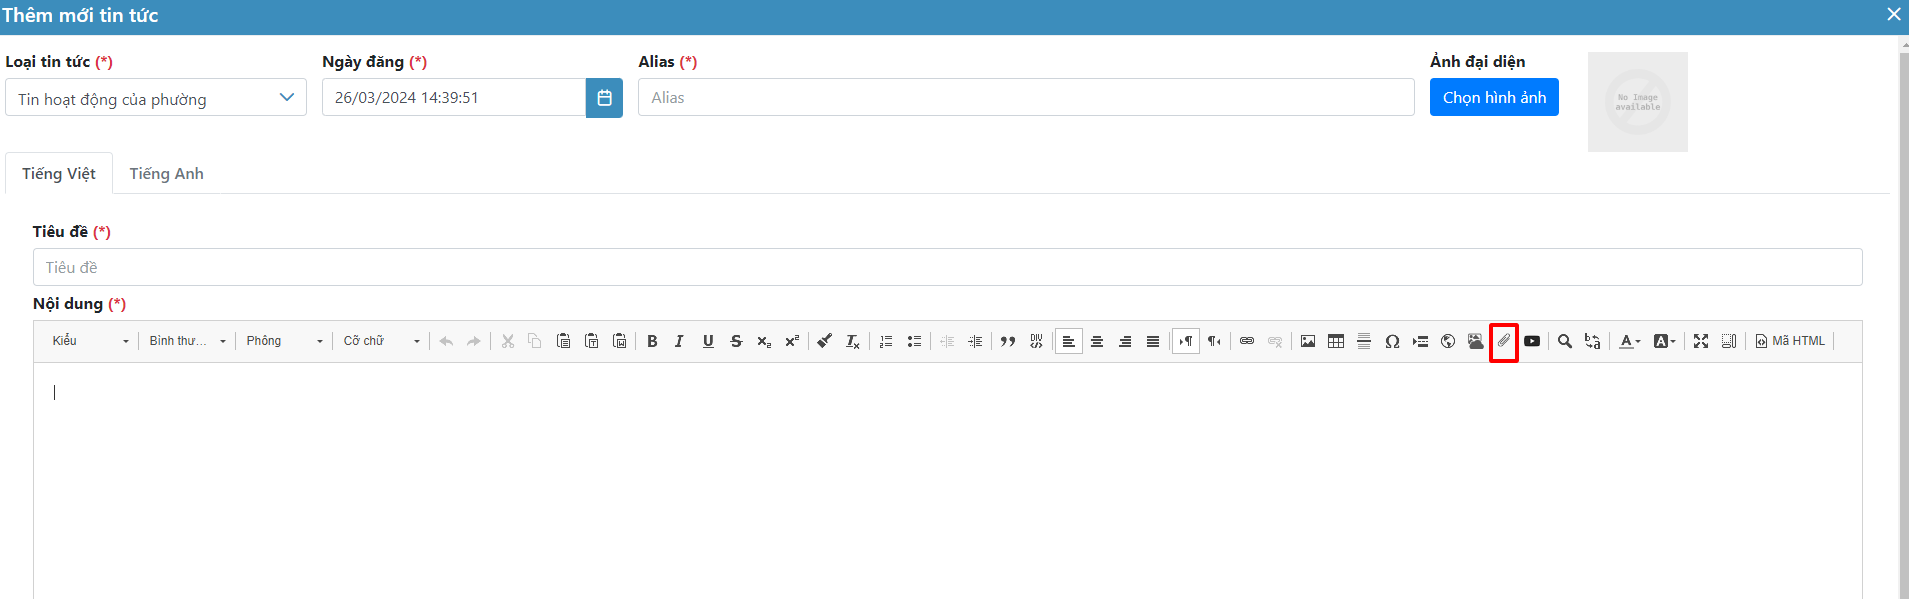 Thêm mới tin tức
Loại tin tức (*) Ngày đăng (*) Alias (*) Ảnh đại diện
Tin hoạt động của phường 26/03/2024 14:39:51 Alias Chọn hình ảnh
No Image
available
Tiếng Việt Tiếng Anh
Tiêu đề (*)
Tiêu đề
Nội dung (*)
Kiểu Bình thư... Phông Cỡ chữ Mã HTML